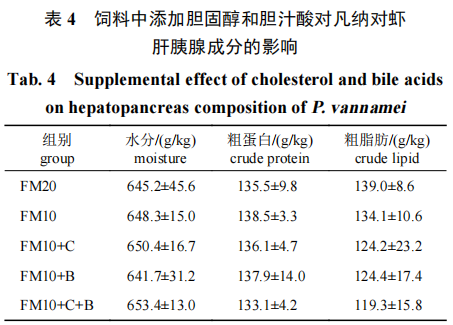 表 4 饲料中添加胆固醇和胆汁酸对凡纳对虾
肝胰腺成分的影响
Tab. 4 Supplemental effect of cholesterol and bile acids
on hepatopancreas composition of P. vannamei
组别 水分/(g/kg) 粗蛋白/(g/kg) 粗脂肪/(g/kg)
group moisture crude protein crude lipid
FM20 645.2±45.6 135.5±9.8 139.0±8.6
FM10 648.3±15.0 138.5±3.3 134.1±10.6
FM10+C 650.4±16.7 136.1±4.7 124.2±23.2
FM10+B 641.7±31.2 137.9±14.0 124.4±17.4
FM10+C+B 653.4±13.0 133.1±4.2 119.3±15.8